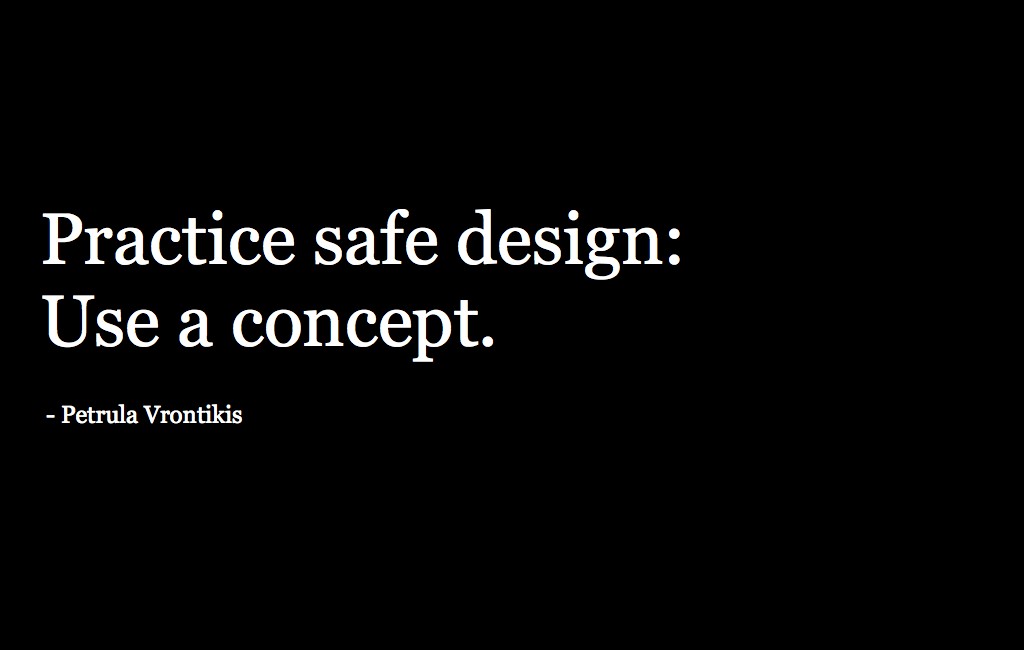 Practice safe design:
Use a concept.
- Petrula Vrontikis